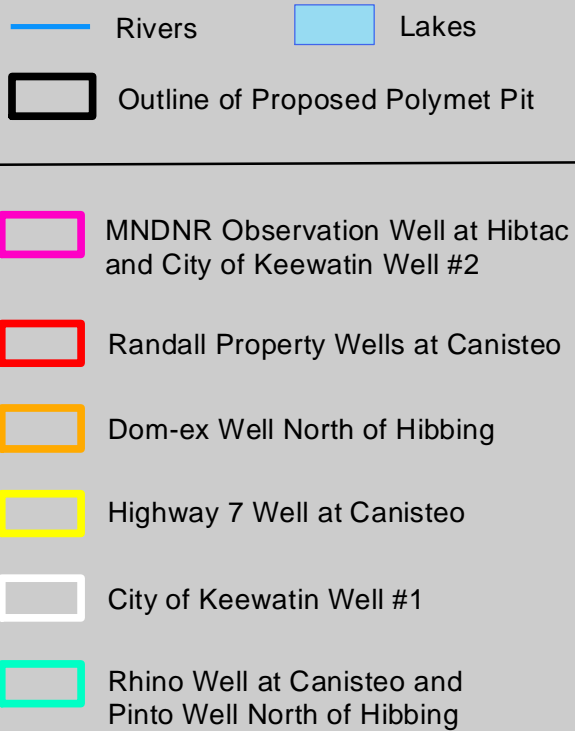 Rivers Lakes
Outline of Proposed Polymet Pit
MNDNR Observation Well at Hibtac
and City of Keewatin Well #2
Randall Property Wells at Canisteo
Dom-ex Well North of Hibbing
Highway 7 Well at Canisteo
City of Keewatin Well #1
Rhino Well at Canisteo and
Pinto Well North of Hibbing